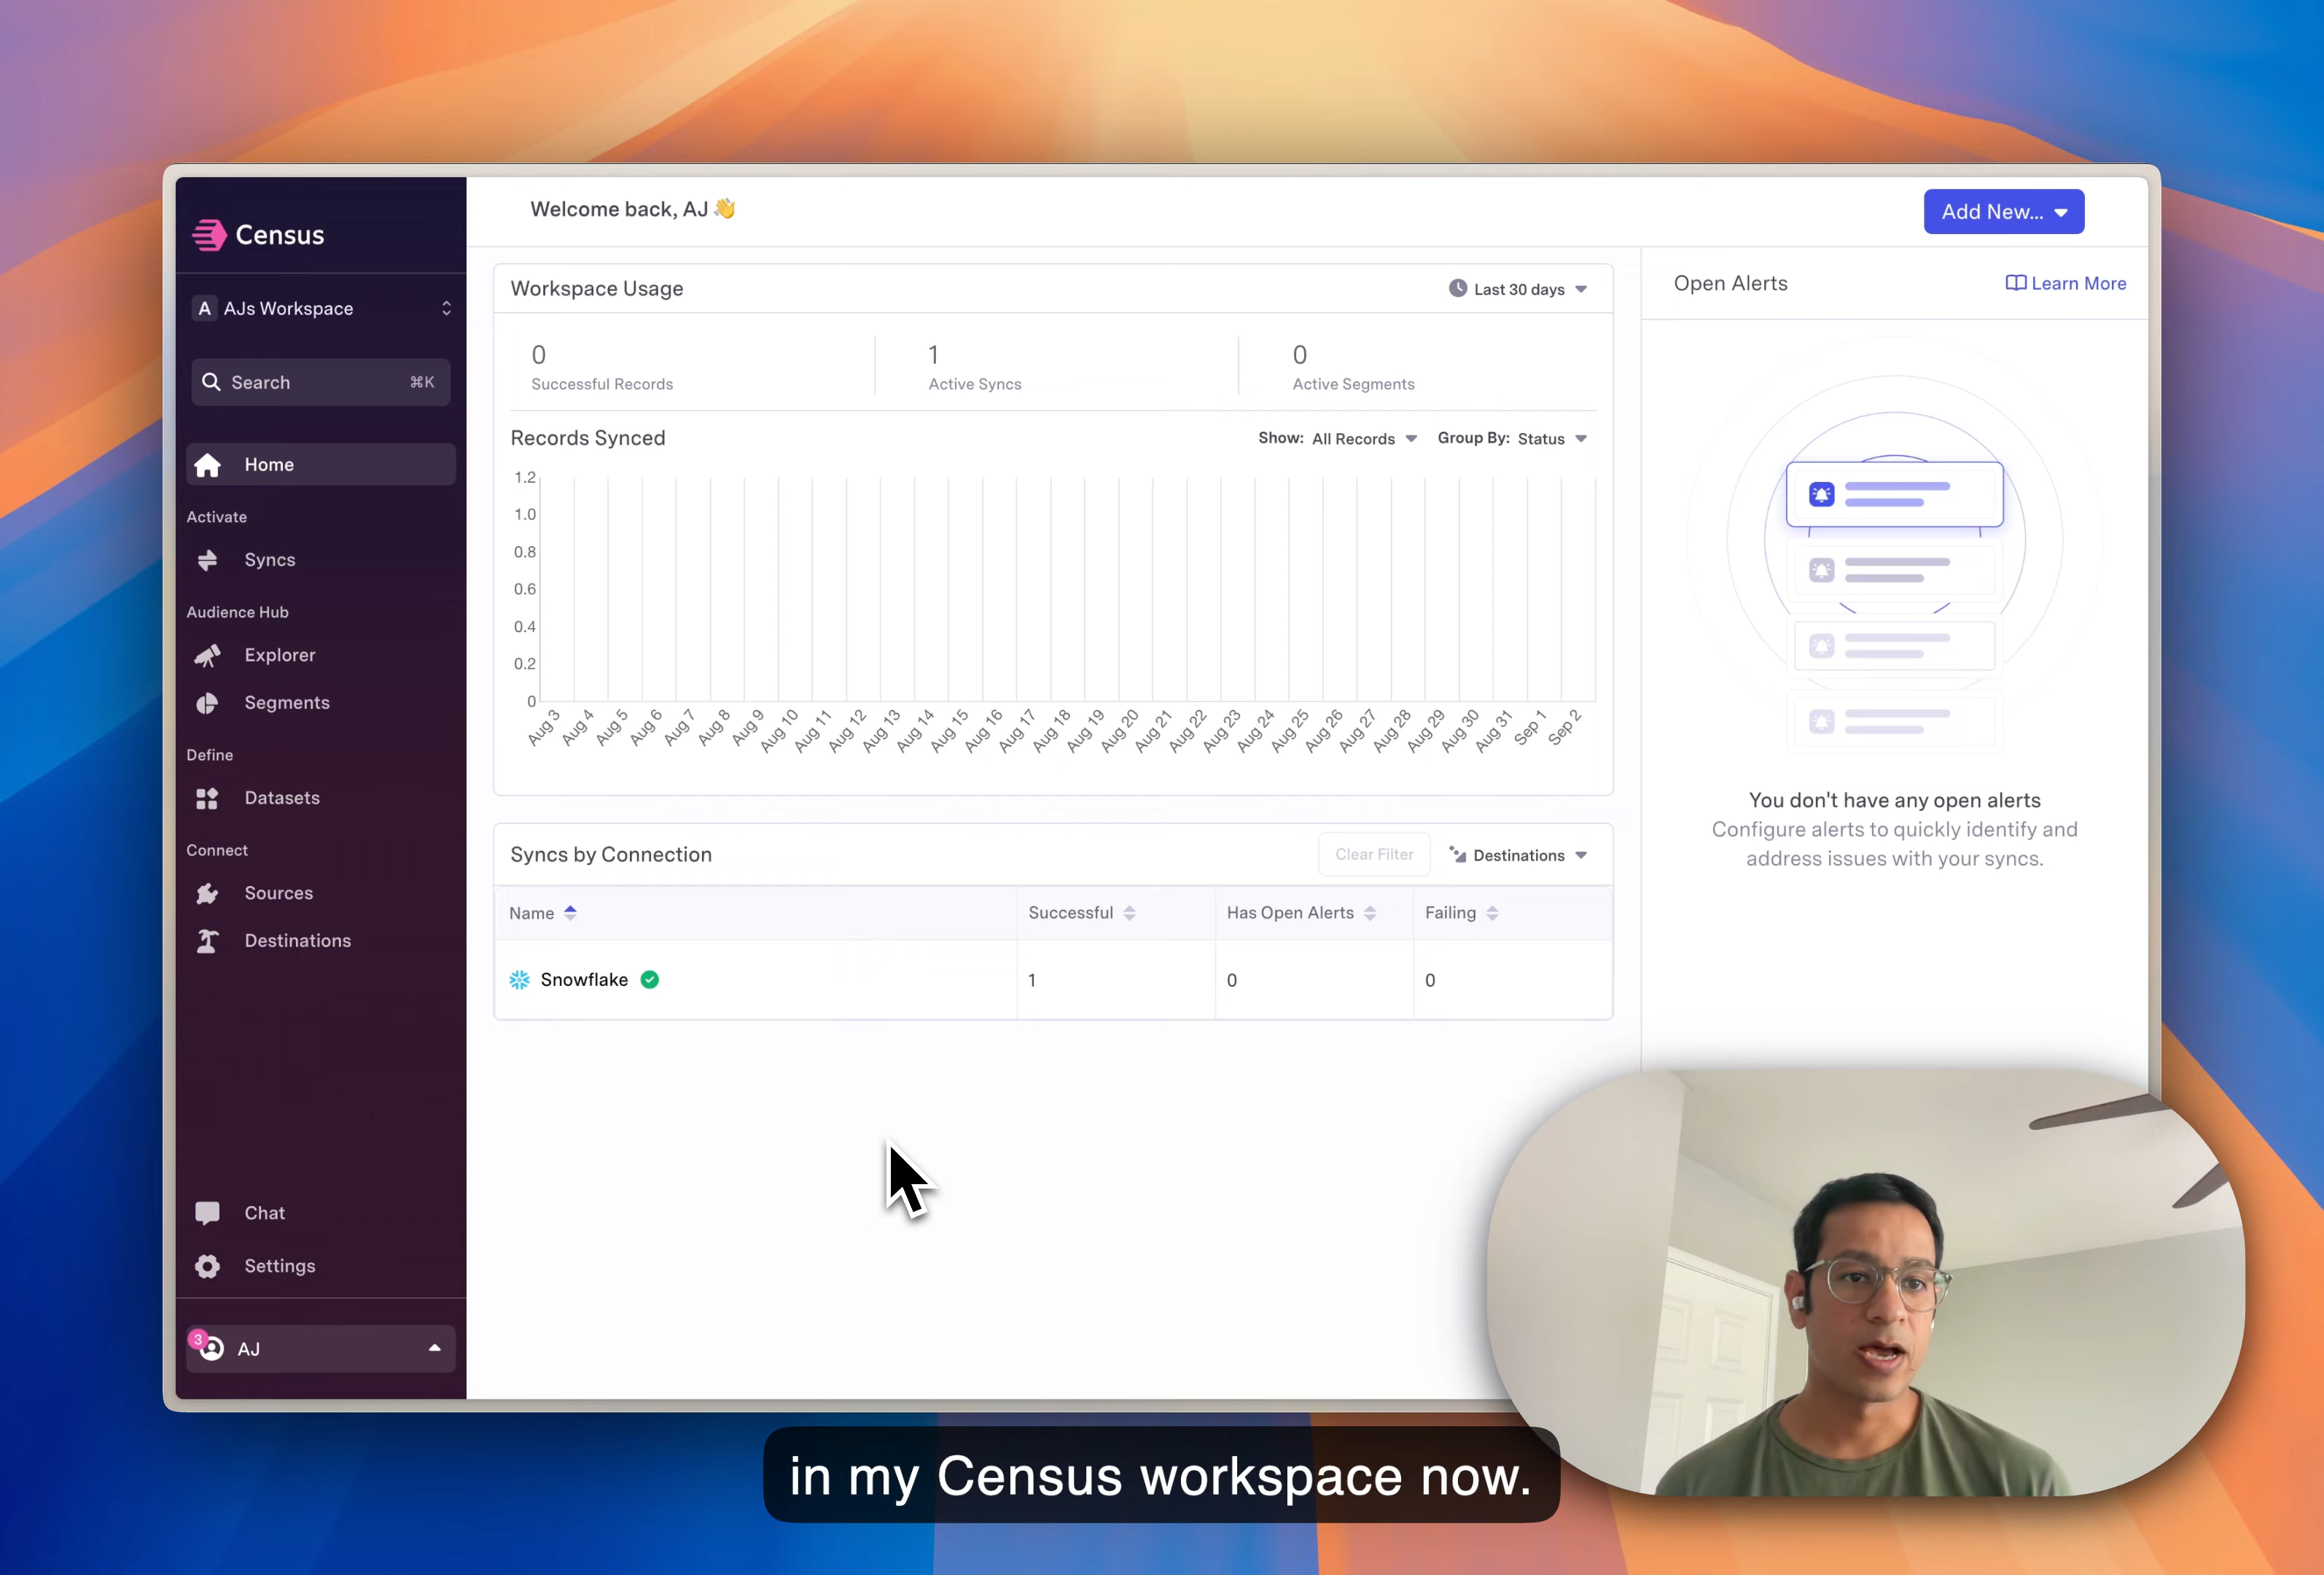 Census
A AJs Workspace
Search ⌘K
Home
Activate
Syncs
Audience Hub
Explorer
Segments
Define
Datasets
Connect
Sources
Destinations
Chat
Settings
3
AJ
Welcome back, AJ 👋
Add New...
Workspace Usage
Last 30 days
0
Successful Records
1
Active Syncs
0
Active Segments
Records Synced
Show: All Records
Group By: Status
1.2
1.0
0.8
0.6
0.4
0.2
0
Aug 3 Aug 4 Aug 5 Aug 6 Aug 7 Aug 8 Aug 9 Aug 10 Aug 11 Aug 12 Aug 13 Aug 14 Aug 15 Aug 16 Aug 17 Aug 18 Aug 19 Aug 20 Aug 21 Aug 22 Aug 23 Aug 24 Aug 25 Aug 26 Aug 27 Aug 28 Aug 29 Aug 30 Aug 31 Sep 1 Sep 2
Syncs by Connection
Clear Filter
Destinations
Name Successful Has Open Alerts Failing
Snowflake 1 0 0
Open Alerts
Learn More
You don't have any open alerts
Configure alerts to quickly identify and
address issues with your syncs.
in my Census workspace now.